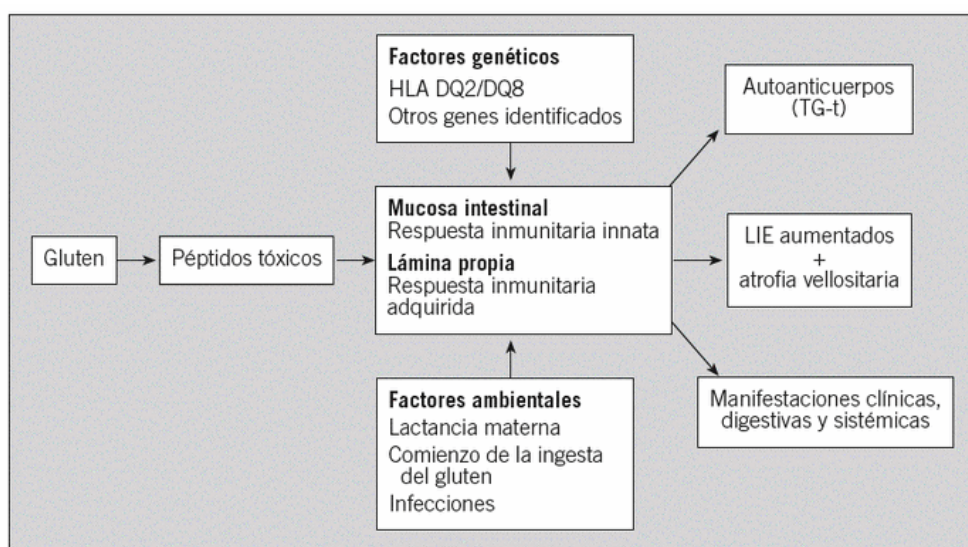 Factores genéticos
HLA DQ2/DQ8
Otros genes identificados
Autoanticuerpos
(TG-t)
Gluten
Péptidos tóxicos
Mucosa intestinal
Respuesta inmunitaria innata
Lámina propia
Respuesta inmunitaria
adquirida
LIE aumentados
+
atrofia vellositaria
Factores ambientales
Lactancia materna
Comienzo de la ingesta
del gluten
Infecciones
Manifestaciones clínicas,
digestivas y sistémicas